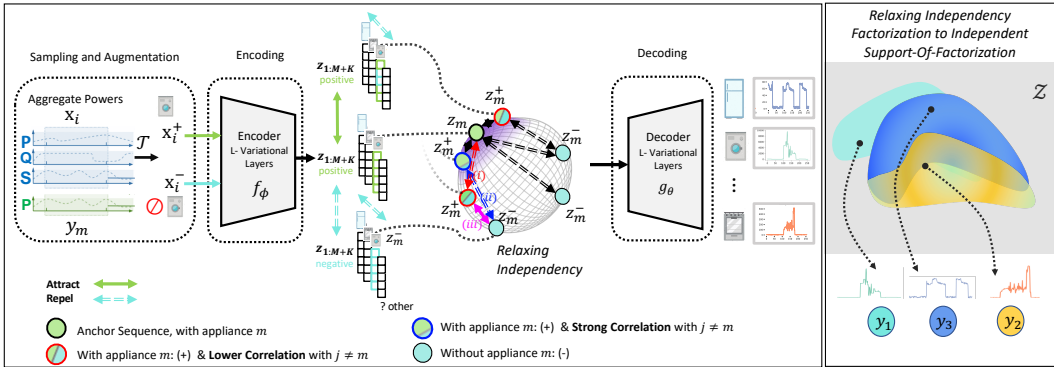 Sampling and Augmentation
Encoding
Decoding
Relaxing Independency
Factorization to Independent
Support-Of-Factorization
Aggregate Powers
x_i
P
Q
S
P
y_m
𝒯
x_i^+
x_i^-
Encoder
L- Variational
Layers
f_ϕ
z_{1:M+K}
positive
z_{1:M+K}
positive
z_{1:M+K}
negative
z_m^-
? other
z_m^+
z_m
z_m^-
z_m^+
(i)
(ii)
z_m^-
z_m^+
(iii)
z_m^-
Relaxing
Independency
Decoder
L- Variational
Layers
g_θ
⋮
𝒵
y_1
y_3
y_2
Attract
Repel
Anchor Sequence, with appliance m
With appliance m: (+) & Strong Correlation with j ≠ m
With appliance m: (+) & Lower Correlation with j ≠ m
Without appliance m: (-)